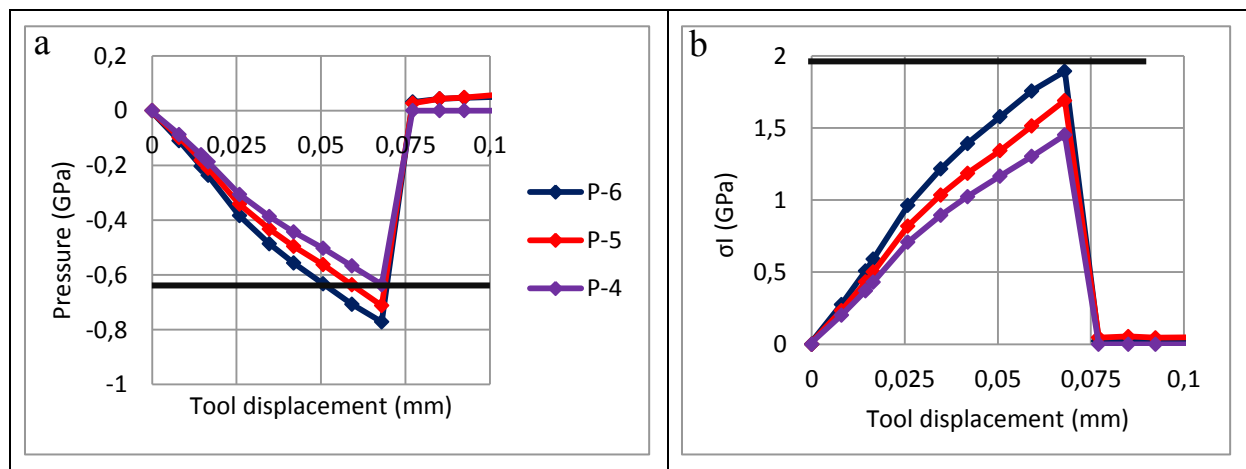 a
0,2
0
-0,2
-0,4
-0,6
-0,8
-1
0 0,025 0,05 0,075 0,1
Pressure (GPa)
Tool displacement (mm)
P-6
P-5
P-4
b
2
1,5
1
0,5
0
0 0,025 0,05 0,075 0,1
σI (GPa)
Tool displacement (mm)